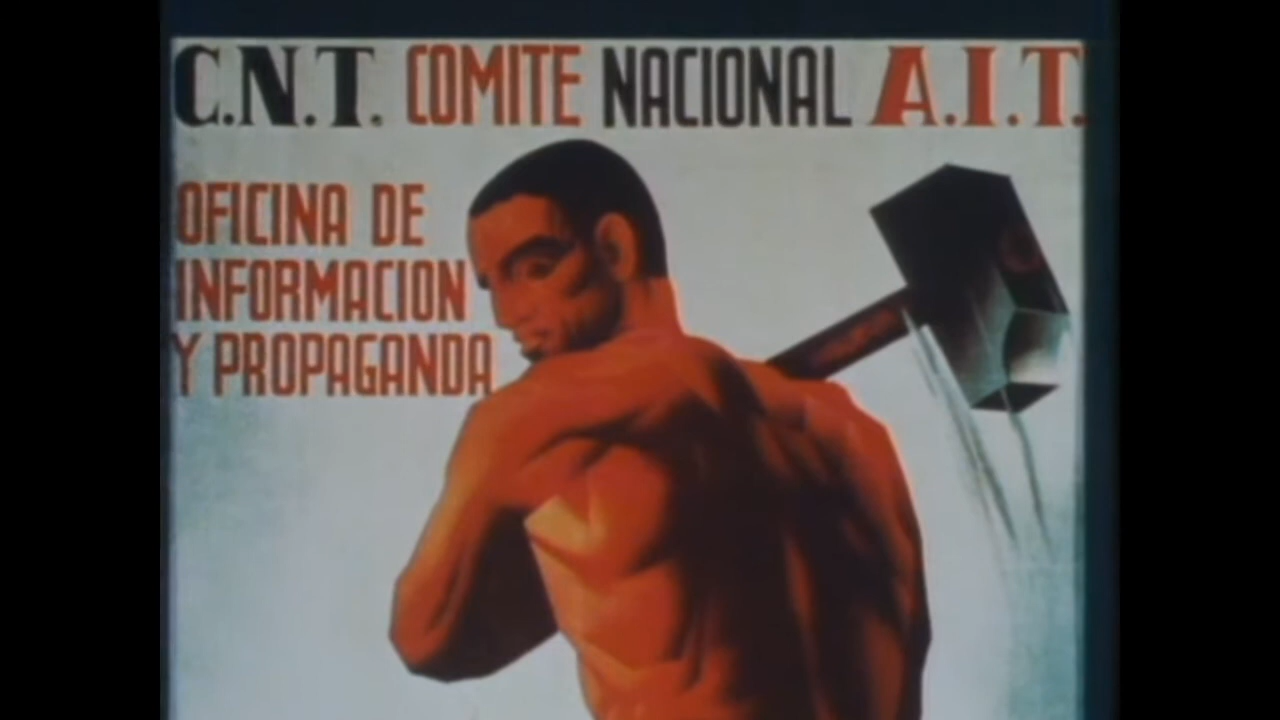 C.N.T. COMITE NACIONAL A.I.T.
OFICINA DE
INFORMACION
Y PROPAGANDA